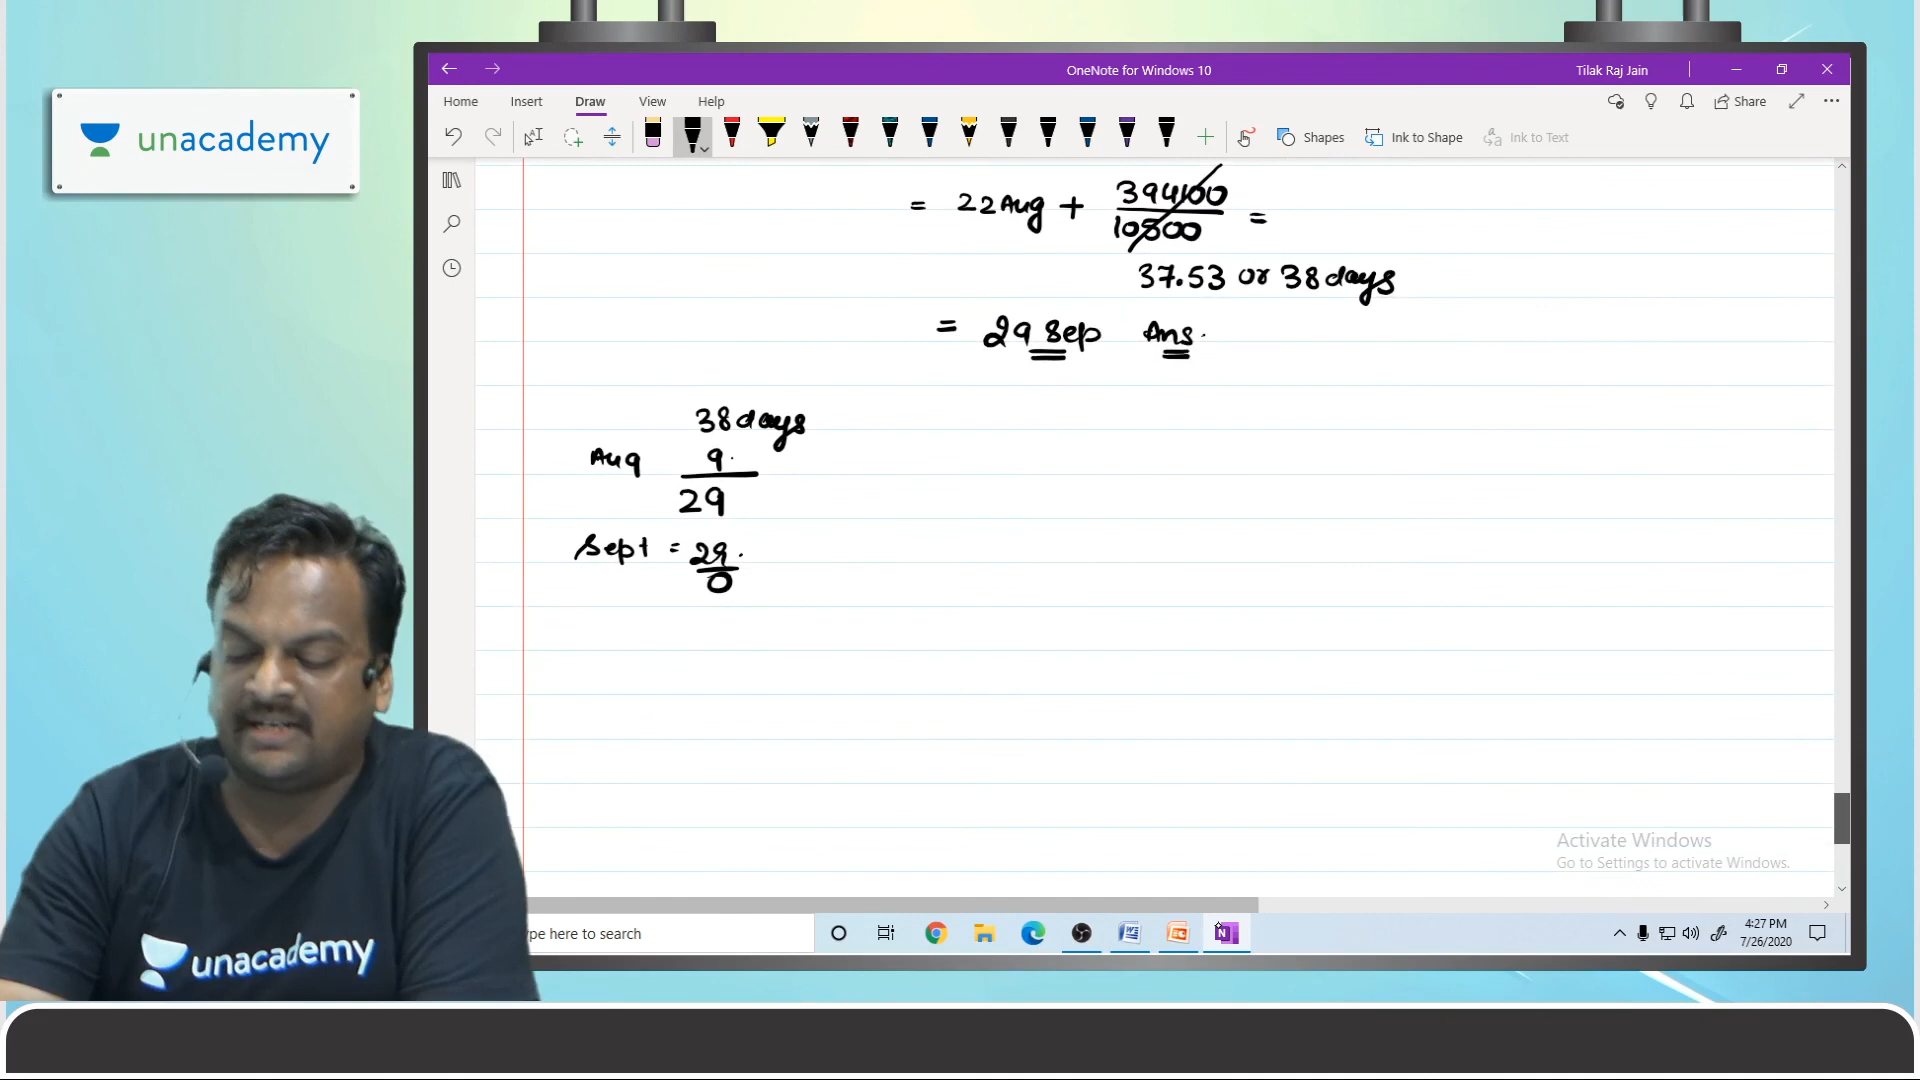 unacademy
OneNote for Windows 10
Tilak Raj Jain
Home Insert Draw View Help
Share
Shapes Ink to Shape Ink to Text
= 22 Aug + 394100 / 10500 =
37.53 or 38 days
= 29 Sep Ans.
38 days
Aug 9.
29
Sept = 29.
0
unacademy
Activate Windows
Go to Settings to activate Windows.
pe here to search
4:27 PM
7/26/2020